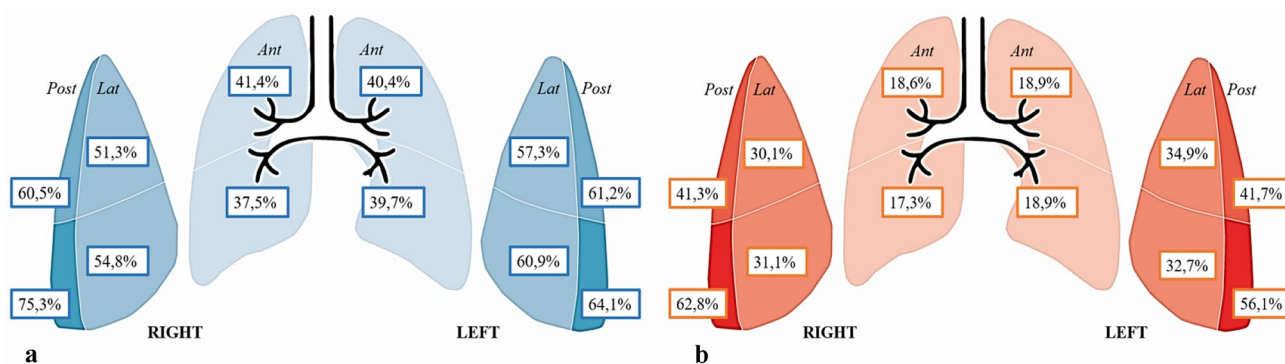 Ant
Ant
41,4%
40,4%
Post
Lat
Lat
Post
51,3%
57,3%
60,5%
61,2%
37,5%
39,7%
54,8%
60,9%
75,3%
64,1%
RIGHT
LEFT
a
Ant
Ant
18,6%
18,9%
Post
Lat
Lat
Post
30,1%
34,9%
41,3%
41,7%
17,3%
18,9%
31,1%
32,7%
62,8%
56,1%
RIGHT
LEFT
b